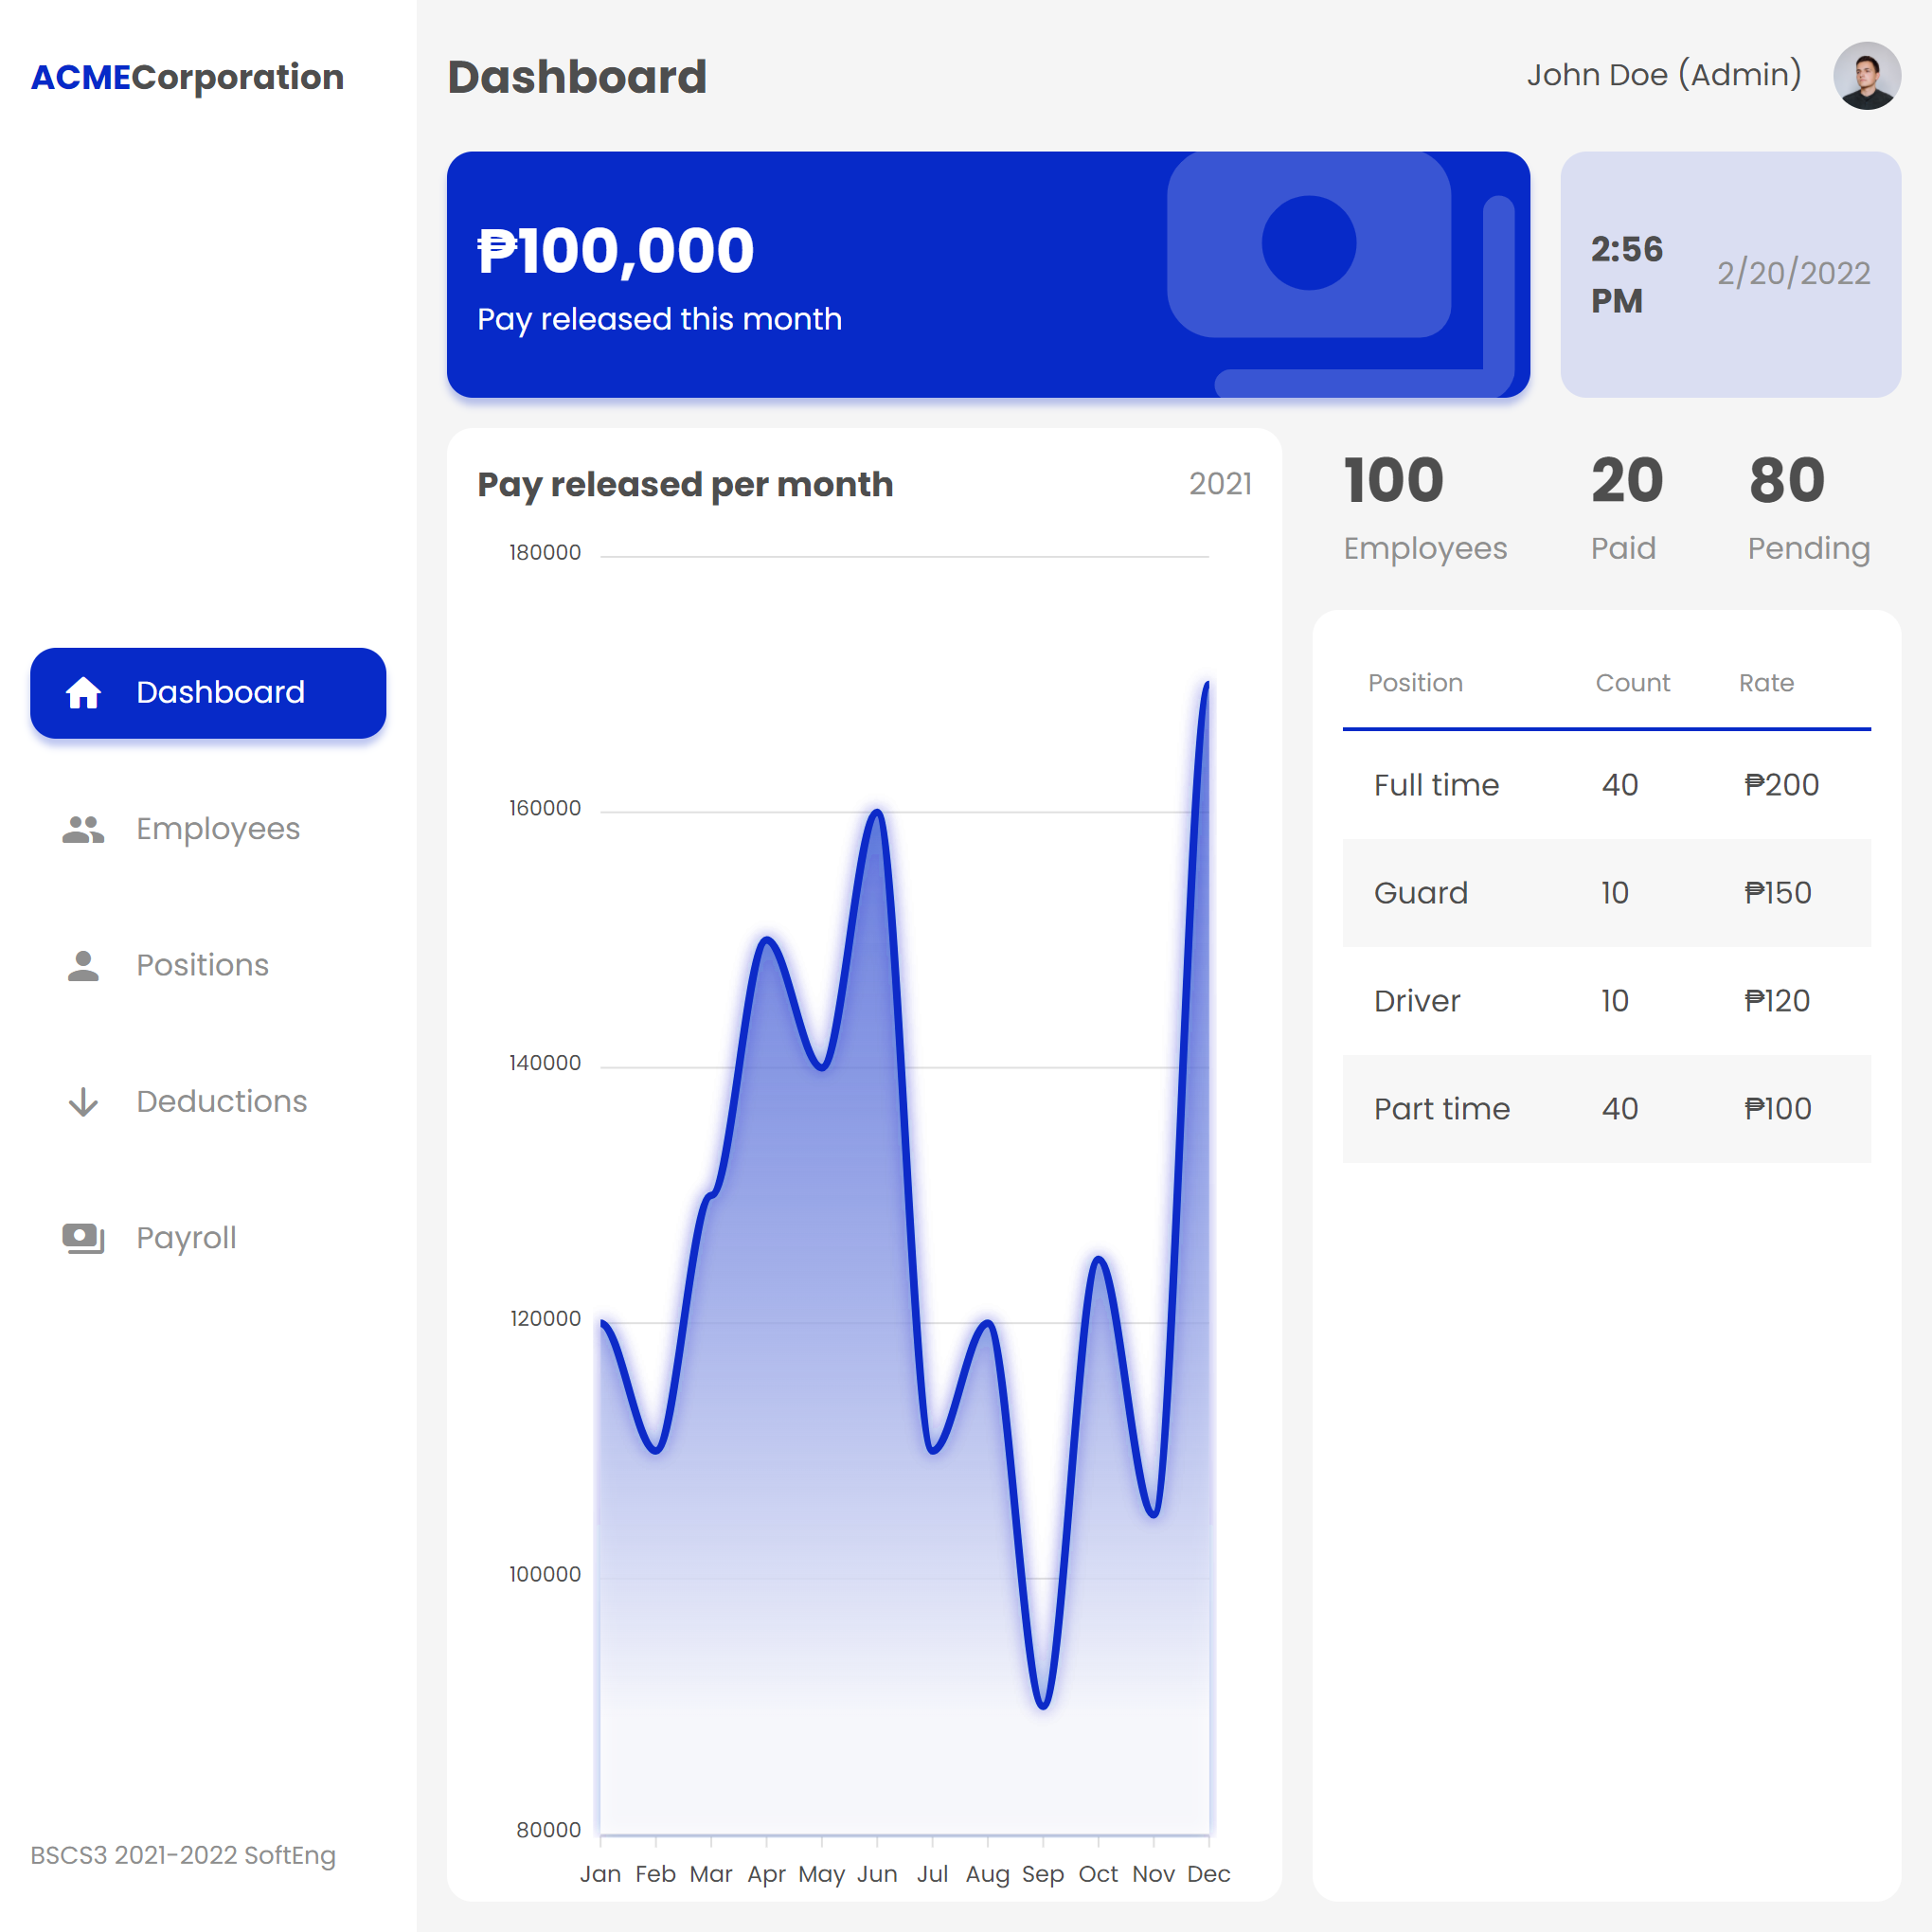 ACMECorporation
Dashboard
Employees
Positions
Deductions
Payroll
BSCS3 2021-2022 SoftEng
Dashboard
John Doe (Admin)
₱100,000
Pay released this month
2:56
PM
2/20/2022
Pay released per month
2021
180000
160000
140000
120000
100000
80000
Jan Feb Mar Apr May Jun Jul Aug Sep Oct Nov Dec
100 20 80
Employees Paid Pending
Position Count Rate
Full time 40 ₱200
Guard 10 ₱150
Driver 10 ₱120
Part time 40 ₱100